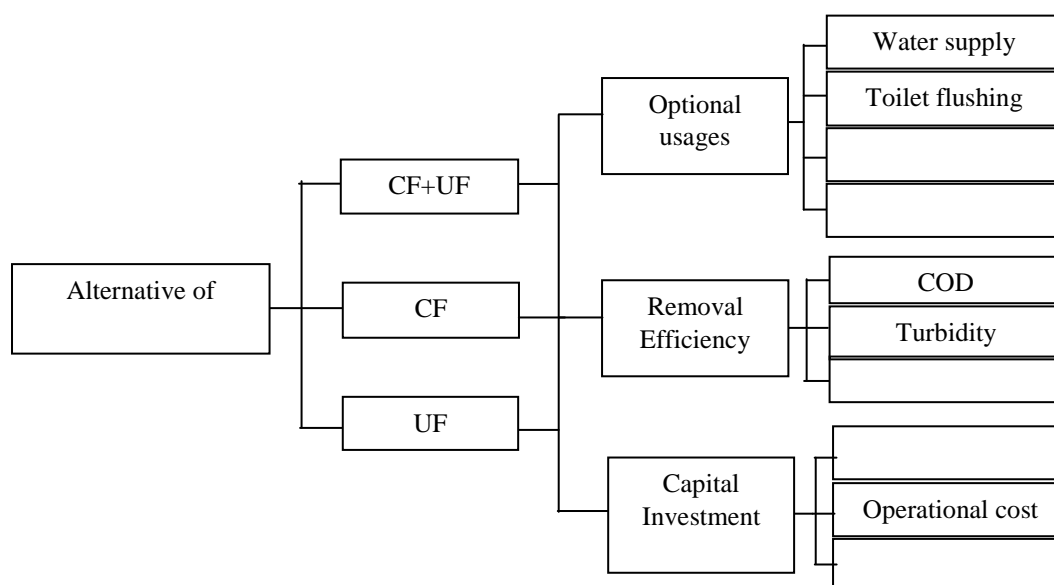 Alternative of
CF+UF
CF
UF
Optional
usages
Removal
Efficiency
Capital
Investment
Water supply
Toilet flushing
COD
Turbidity
Operational cost